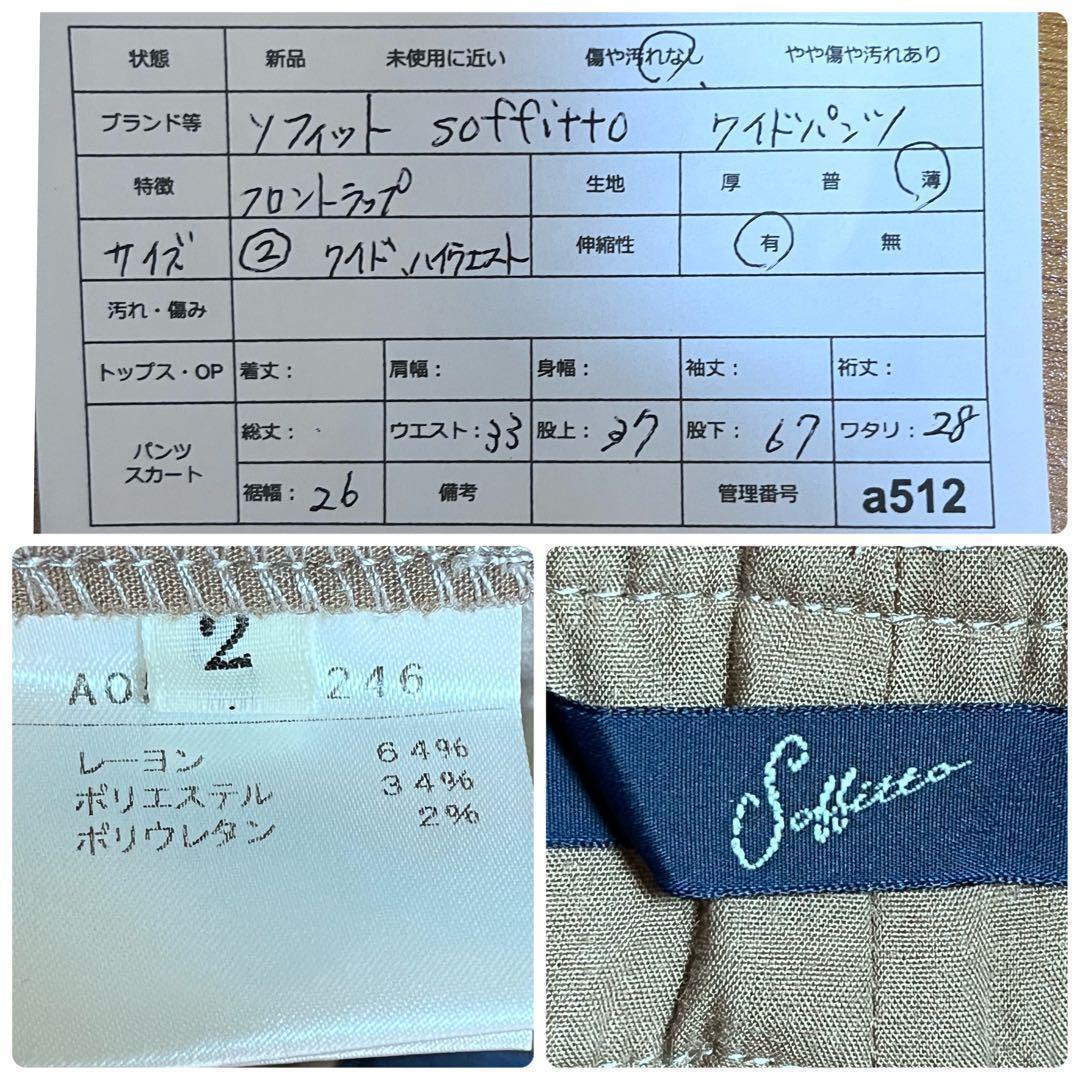 状態 新品 未使用に近い 傷や汚れなし やや傷や汚れあり
ブランド等 ソフィット soffitto ワイドパンツ
特徴 フロントラップ 生地 厚 普 薄
サイズ ② ワイド、ハイウエスト 伸縮性 有 無
汚れ・傷み
トップス・OP 着丈： 肩幅： 身幅： 袖丈： 裄丈：
パンツ スカート 総丈： ウエスト：33 股上：37 股下：67 ワタリ：28
裾幅：26 備考 管理番号 a512
2
A0 246
レーヨン 64%
ポリエステル 34%
ポリウレタン 2%
Soffitto